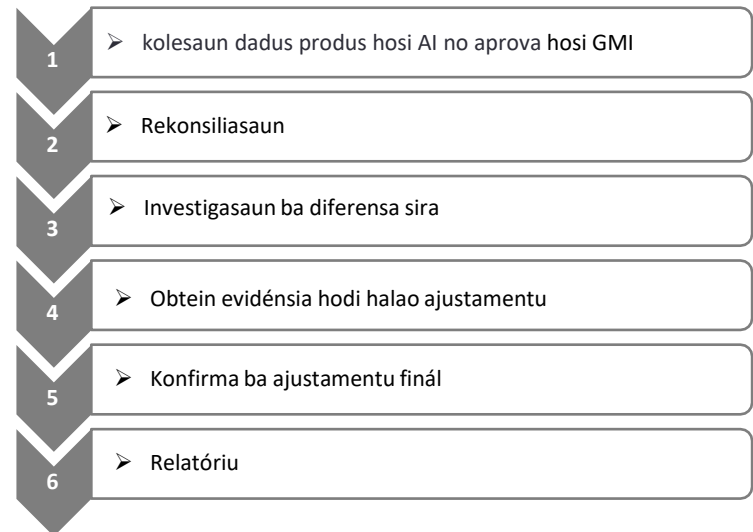 1 ➢ kolesaun dadus produs hosi AI no aprova hosi GMI
2 ➢ Rekonsiliasaun
3 ➢ Investigasaun ba diferensa sira
4 ➢ Obtein evidénsia hodi halao ajustamentu
5 ➢ Konfirma ba ajustamentu finál
6 ➢ Relatóriu